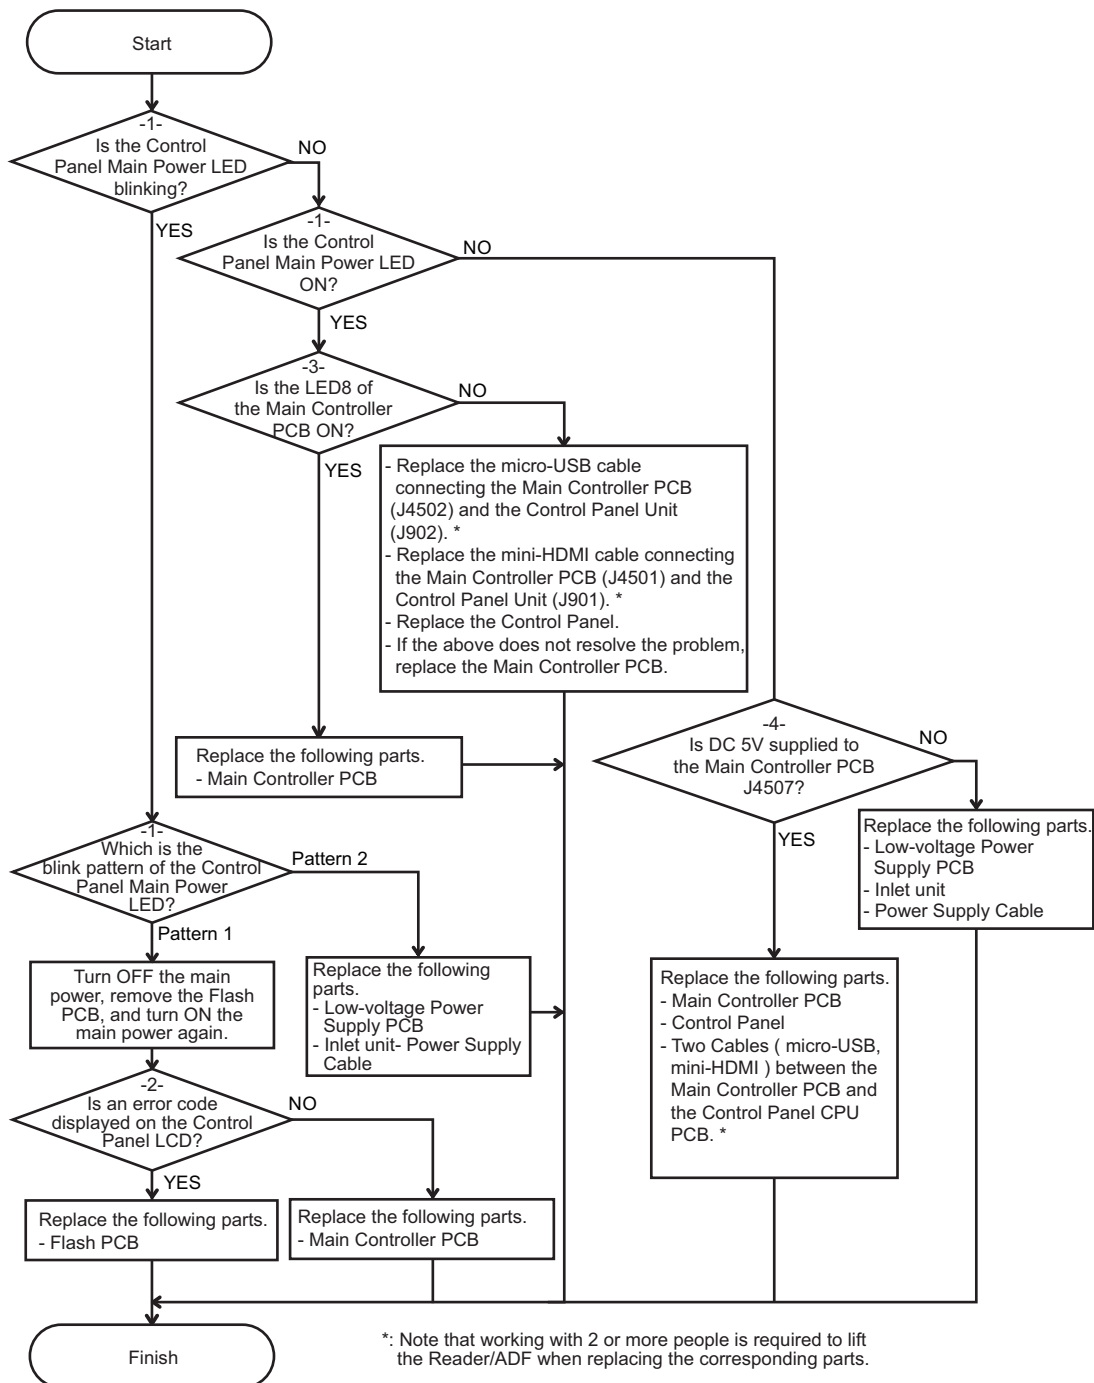 Start
-1-
Is the Control
Panel Main Power LED
blinking?
NO
YES
-1-
Is the Control
Panel Main Power LED
ON?
NO
YES
-3-
Is the LED8 of
the Main Controller
PCB ON?
NO
YES
- Replace the micro-USB cable
connecting the Main Controller PCB
(J4502) and the Control Panel Unit
(J902). *
- Replace the mini-HDMI cable connecting
the Main Controller PCB (J4501) and the
Control Panel Unit (J901). *
- Replace the Control Panel.
- If the above does not resolve the problem,
replace the Main Controller PCB.
Replace the following parts.
- Main Controller PCB
-4-
Is DC 5V supplied to
the Main Controller PCB
J4507?
NO
YES
Replace the following parts.
- Low-voltage Power
Supply PCB
- Inlet unit
- Power Supply Cable
-1-
Which is the
blink pattern of the Control
Panel Main Power
LED?
Pattern 2
Pattern 1
Turn OFF the main
power, remove the Flash
PCB, and turn ON the
main power again.
Replace the following
parts.
- Low-voltage Power
Supply PCB
- Inlet unit- Power Supply
Cable
Replace the following parts.
- Main Controller PCB
- Control Panel
- Two Cables ( micro-USB,
mini-HDMI ) between the
Main Controller PCB and
the Control Panel CPU
PCB. *
-2-
Is an error code
displayed on the Control
Panel LCD?
NO
YES
Replace the following parts.
- Flash PCB
Replace the following parts.
- Main Controller PCB
Finish
*: Note that working with 2 or more people is required to lift
the Reader/ADF when replacing the corresponding parts.